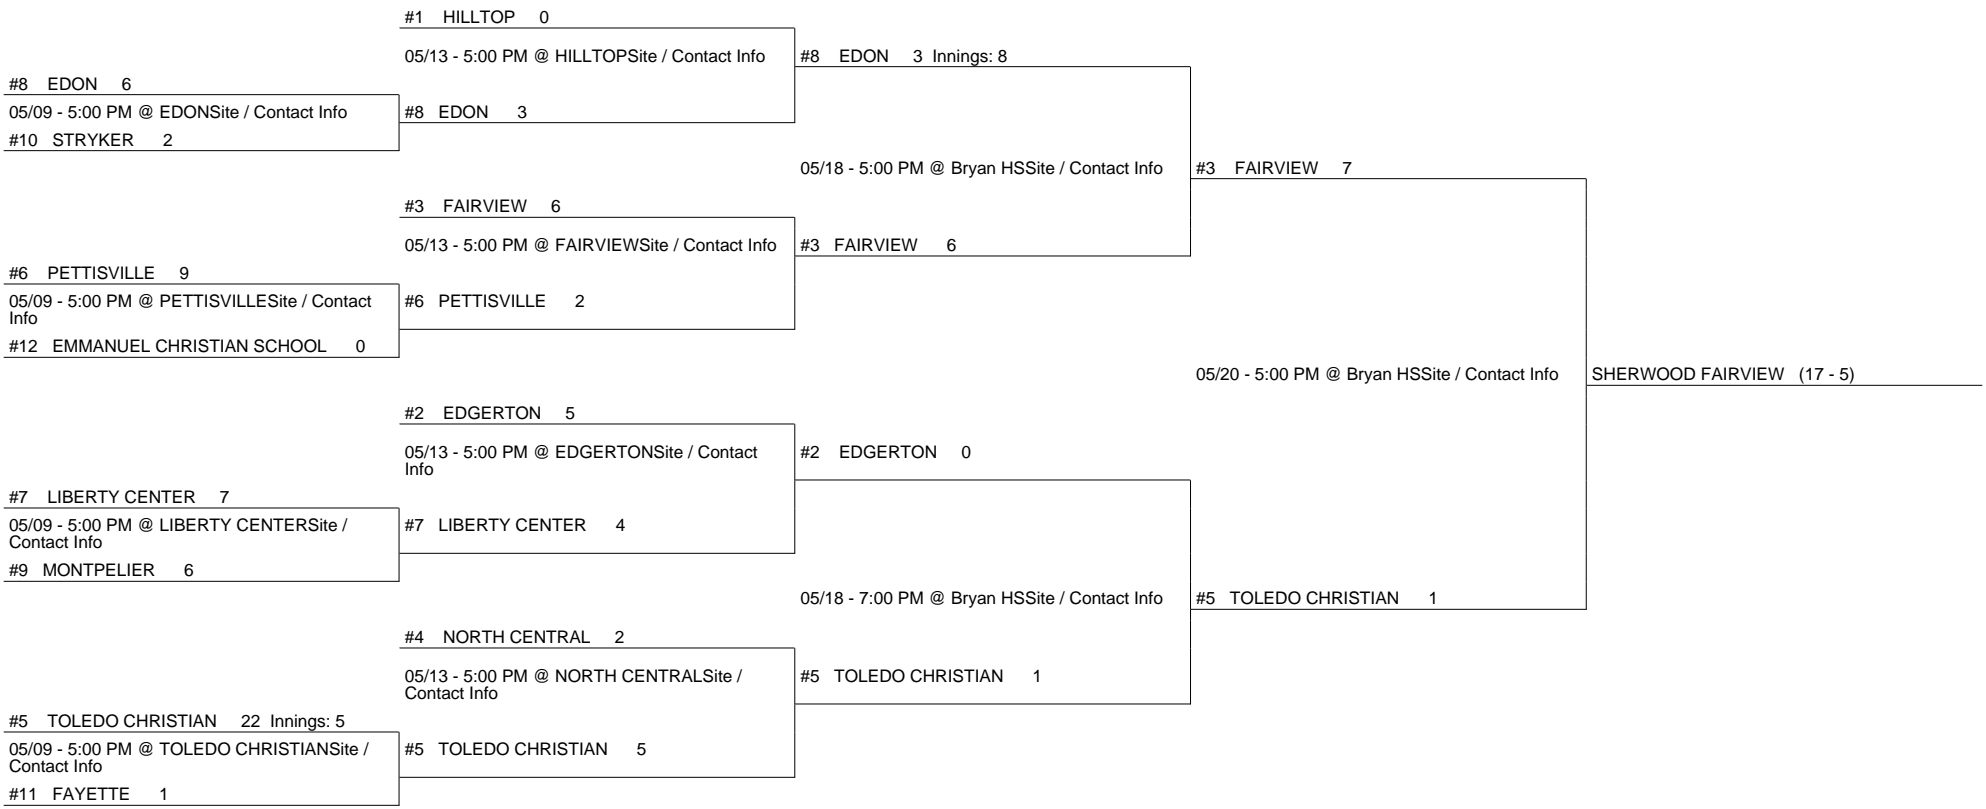 #1 HILLTOP 0
05/13 - 5:00 PM @ HILLTOPSite / Contact Info
#8 EDON 3 Innings: 8
#8 EDON 6
05/09 - 5:00 PM @ EDONSite / Contact Info
#8 EDON 3
#10 STRYKER 2
05/18 - 5:00 PM @ Bryan HSSite / Contact Info
#3 FAIRVIEW 7
#3 FAIRVIEW 6
05/13 - 5:00 PM @ FAIRVIEWSite / Contact Info
#3 FAIRVIEW 6
#6 PETTISVILLE 9
05/09 - 5:00 PM @ PETTISVILLESite / Contact
Info
#6 PETTISVILLE 2
#12 EMMANUEL CHRISTIAN SCHOOL 0
05/20 - 5:00 PM @ Bryan HSSite / Contact Info
SHERWOOD FAIRVIEW (17 - 5)
#2 EDGERTON 5
05/13 - 5:00 PM @ EDGERTONSite / Contact
Info
#2 EDGERTON 0
#7 LIBERTY CENTER 7
05/09 - 5:00 PM @ LIBERTY CENTERSite /
Contact Info
#7 LIBERTY CENTER 4
#9 MONTPELIER 6
05/18 - 7:00 PM @ Bryan HSSite / Contact Info
#5 TOLEDO CHRISTIAN 1
#4 NORTH CENTRAL 2
05/13 - 5:00 PM @ NORTH CENTRALSite /
Contact Info
#5 TOLEDO CHRISTIAN 1
#5 TOLEDO CHRISTIAN 22 Innings: 5
05/09 - 5:00 PM @ TOLEDO CHRISTIANSite /
Contact Info
#5 TOLEDO CHRISTIAN 5
#11 FAYETTE 1